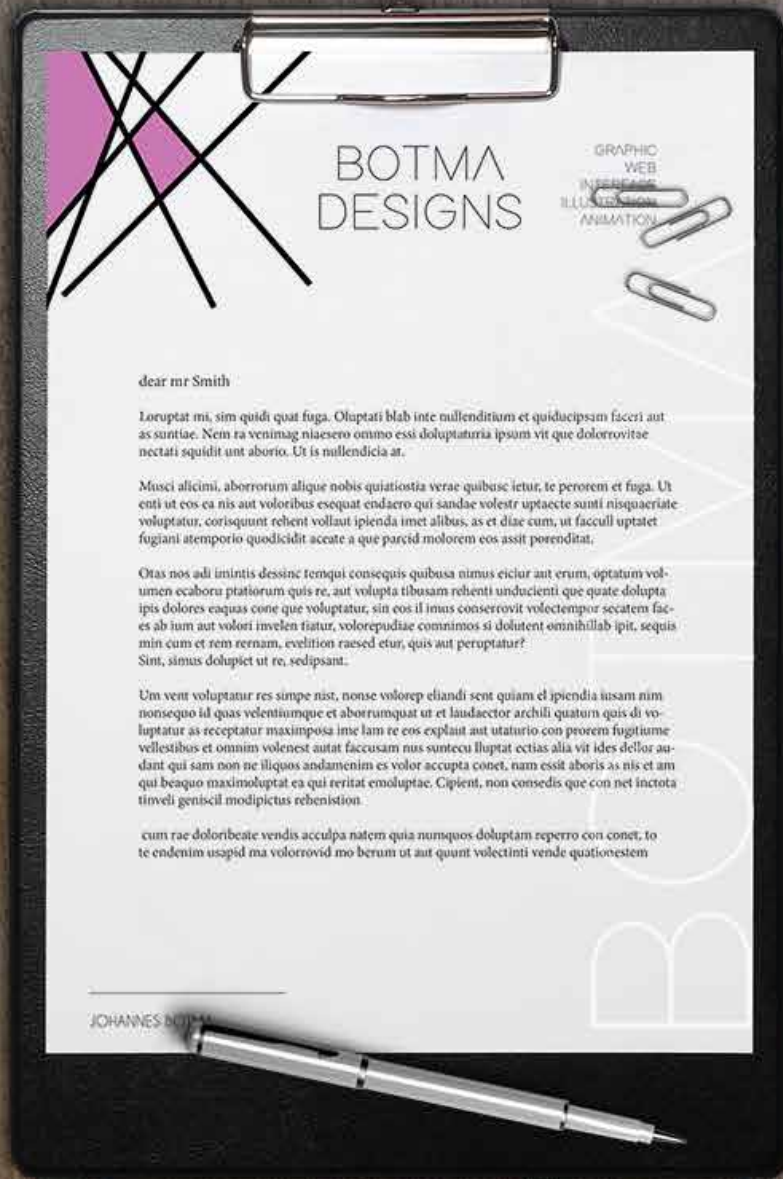 BOTMA
DESIGNS
GRAPHIC
WEB
INTERFACE
ILLUSTRATION
ANIMATION
dear mr Smith
Loruptat mi, sim quidi quat fuga. Oluptati blab inte nullenditium et quiducipsam faceri aut
as suntiae. Nem ra venimag niaesero ommo essi doluptaturia ipsum vit que dolorrovitae
nectati squidit unt aborio. Ut is nullendicia at.
Musci alicimi, aborrorum alique nobis quiatiostia verae quibusc ietur, te perorem et fuga. Ut
enti ut eos ea nis aut voloribus esequat endaero qui sandae volestr uptaecte sunti nisquaeriate
voluptatur, corisquunt rehent vollaut ipienda imet alibus, as et diae cum, ut faccull uptatet
fugiani atemporio quodicidit aceate a que parcid molorem eos assit porenditat.
Otas nos adi imintis dessinc temqui consequis quibusa nimus eiciur aut erum, optatum vol-
umen ecaboru ptatiorum quis re, aut volupta tibusam rehenti unducienti que quate dolupta
ipis dolores eaquas cone que voluptatur, sin eos il imus conserrovit volectempor secatem fac-
es ab ium aut volori invelen tiatur, volorepudiae comnimos si dolutent omnihillab ipit, sequis
min cum et rem rernam, evelition raesed etur, quis aut peruptatur?
Sint, simus dolupict ut re, sedipsant.
Um vent voluptatur res simpe nist, nonse volorep eliandi sent quiam el ipiendia iusam nim
nonsequo id quas velentiumque et aborrumquat ut et laudaector archili quatum quis di vo-
luptatur as receptatur maximposa ime lam re eos explaut aut utaturio con prorem fugitiume
vellestibus et omnim volenest autat faccusam nus suntecu lluptat ectias alia vit ides dellor au-
dant qui sam non ne iliquos andamenim es volor accupta conet, nam essit aboris as nis et am
qui beaquo maximoluptat ea qui reritat emoluptae. Cipient, non consedis que con net inctota
tinveli geniscil modipictus rehenistion
cum rae doloribeate vendis acculpa natem quia numquos doluptam reperro con conet, to
te endenim usapid ma volorrovid mo berum ut aut quunt volectinti vende quationestem
JOHANNES BOTMA
BOTMA